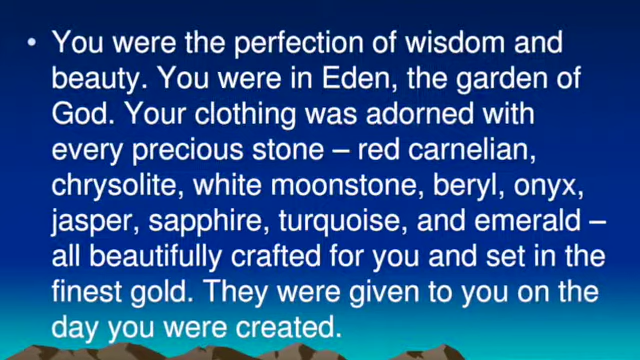 • You were the perfection of wisdom and
beauty. You were in Eden, the garden of
God. Your clothing was adorned with
every precious stone – red carnelian,
chrysolite, white moonstone, beryl, onyx,
jasper, sapphire, turquoise, and emerald –
all beautifully crafted for you and set in the
finest gold. They were given to you on the
day you were created.